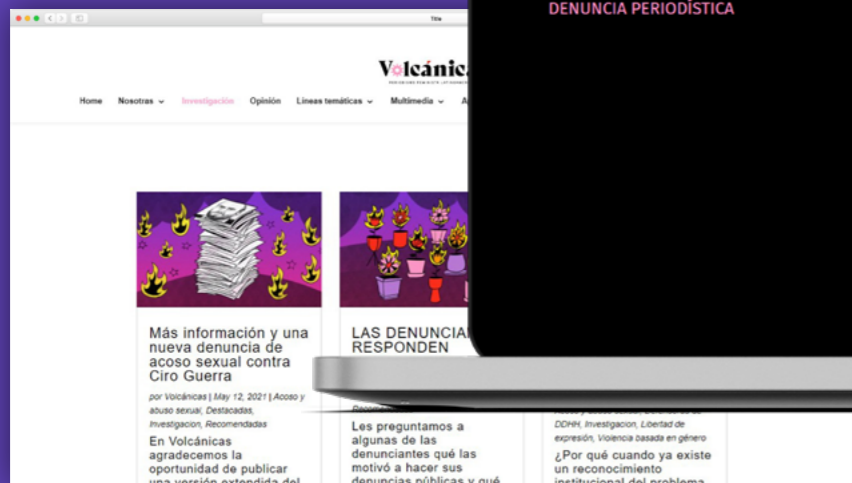 DENUNCIA PERIODÍSTICA
Title
Volcánica
Home Nosotras Investigación Opinión Líneas temáticas Multimedia A
Más información y una
nueva denuncia de
acoso sexual contra
Ciro Guerra
por Volcánicas | May 12, 2021 | Acoso y
abuso sexual, Destacadas,
Investigacion, Recomendadas
En Volcánicas
agradecemos la
oportunidad de publicar
una versión extendida del
LAS DENUNCIA
RESPONDEN
Les preguntamos a
algunas de las
denunciantes qué las
motivó a hacer sus
denuncias públicas y qué
DDHH, Investigacion, Libertad de
expresión, Violencia basada en género
¿Por qué cuando ya existe
un reconocimiento
institucional del problema